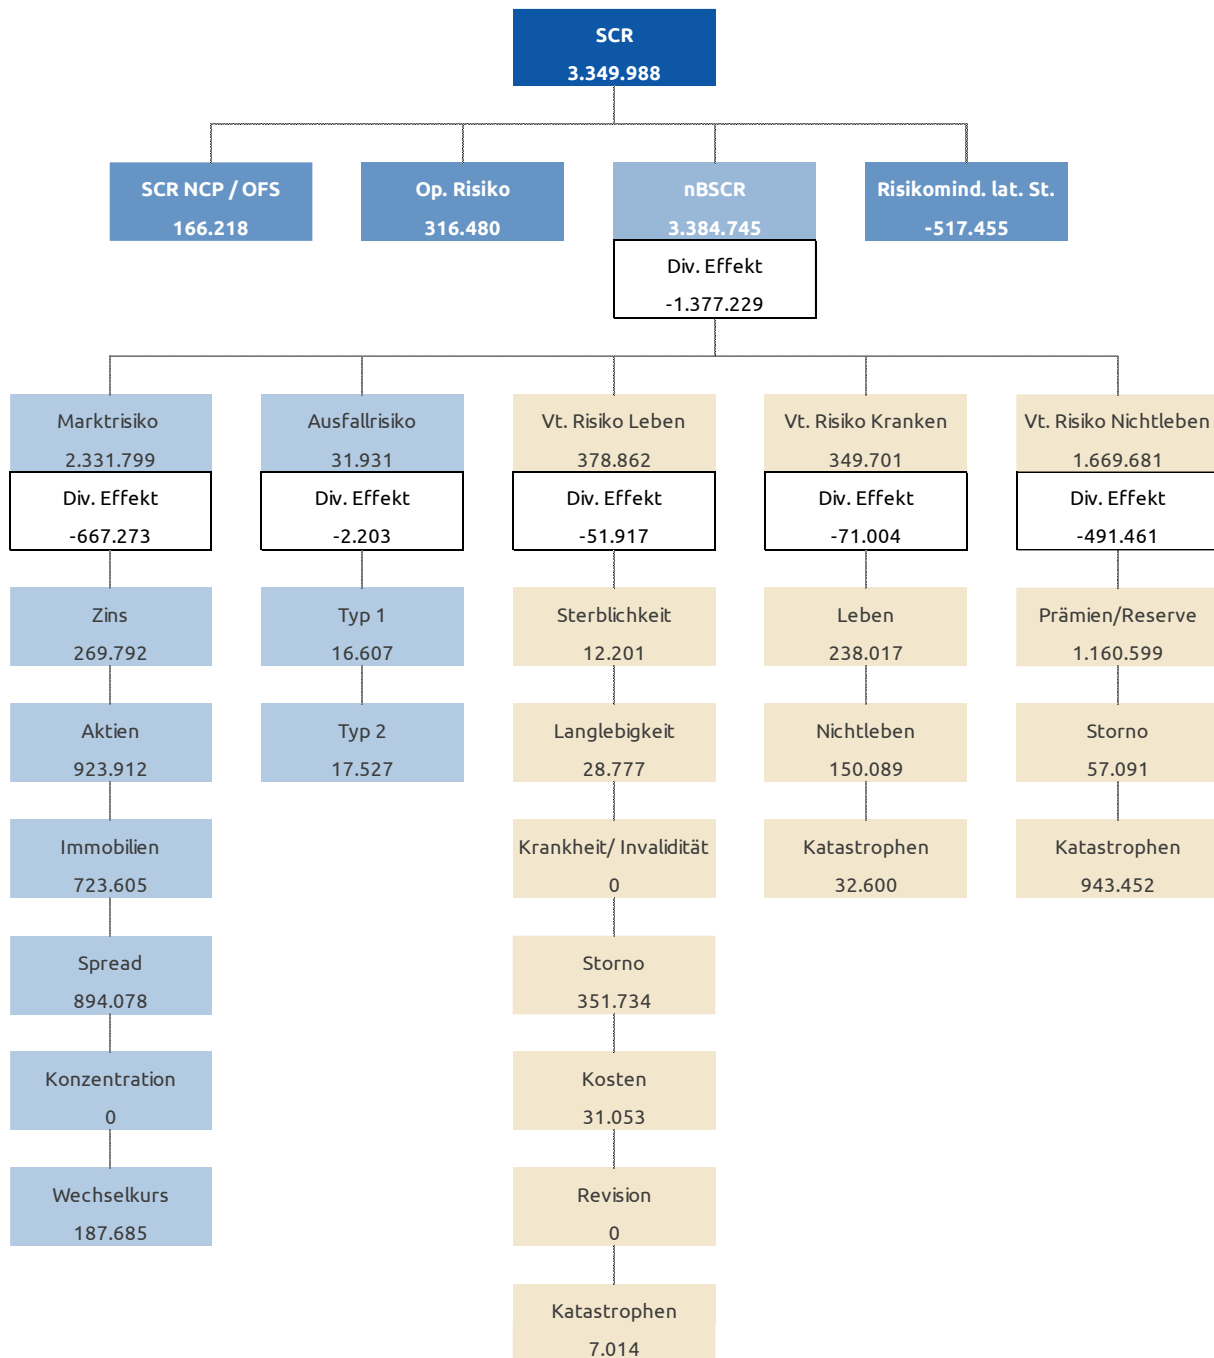 SCR
3.349.988
SCR NCP / OFS
166.218
Op. Risiko
316.480
nBSCR
3.384.745
Risikomind. lat. St.
-517.455
Div. Effekt
-1.377.229
Marktrisiko
2.331.799
Div. Effekt
-667.273
Zins
269.792
Aktien
923.912
Immobilien
723.605
Spread
894.078
Konzentration
0
Wechselkurs
187.685
Ausfallrisiko
31.931
Div. Effekt
-2.203
Typ 1
16.607
Typ 2
17.527
Vt. Risiko Leben
378.862
Div. Effekt
-51.917
Sterblichkeit
12.201
Langlebigkeit
28.777
Krankheit/ Invalidität
0
Storno
351.734
Kosten
31.053
Revision
0
Katastrophen
7.014
Vt. Risiko Kranken
349.701
Div. Effekt
-71.004
Leben
238.017
Nichtleben
150.089
Katastrophen
32.600
Vt. Risiko Nichtleben
1.669.681
Div. Effekt
-491.461
Prämien/Reserve
1.160.599
Storno
57.091
Katastrophen
943.452